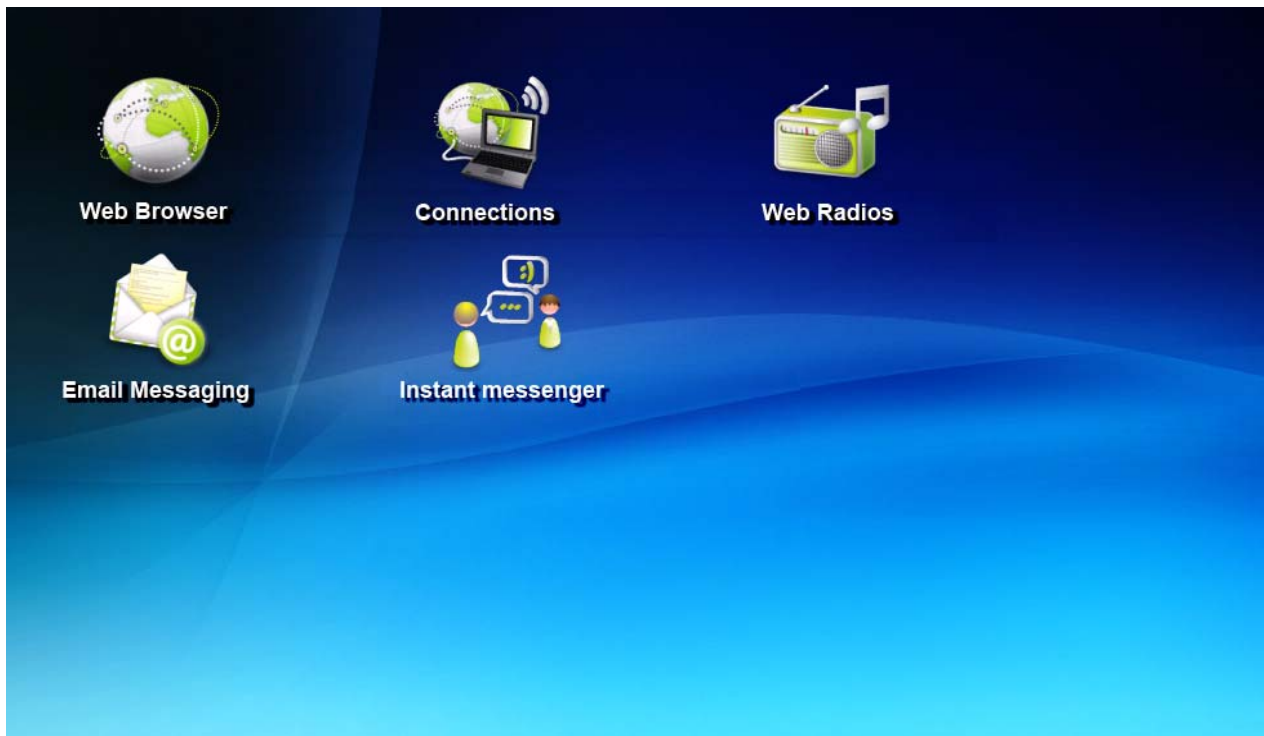 Web Browser
Connections
Web Radios
Email Messaging
Instant messenger